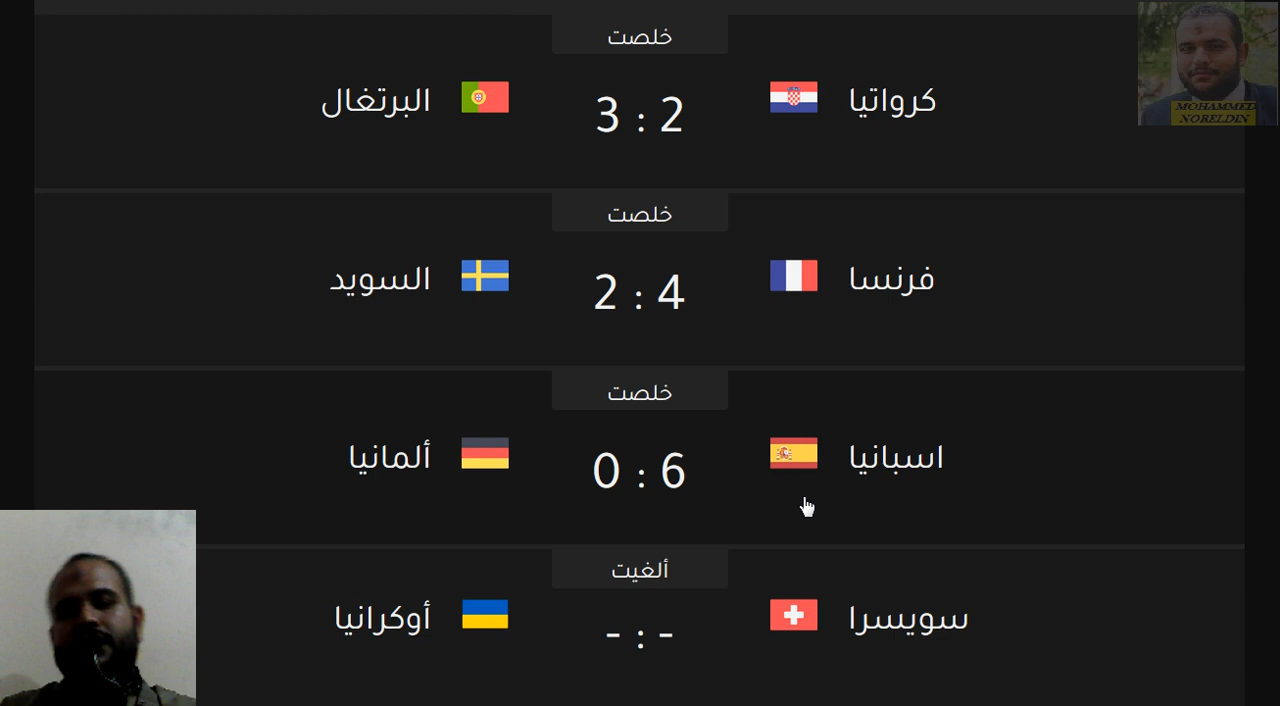 خلصت
كرواتيا
3 : 2
البرتغال
MOHAMMED
NORELDIN
خلصت
فرنسا
2 : 4
السويد
خلصت
اسبانيا
0 : 6
ألمانيا
ألغيت
سويسرا
- : -
أوكرانيا